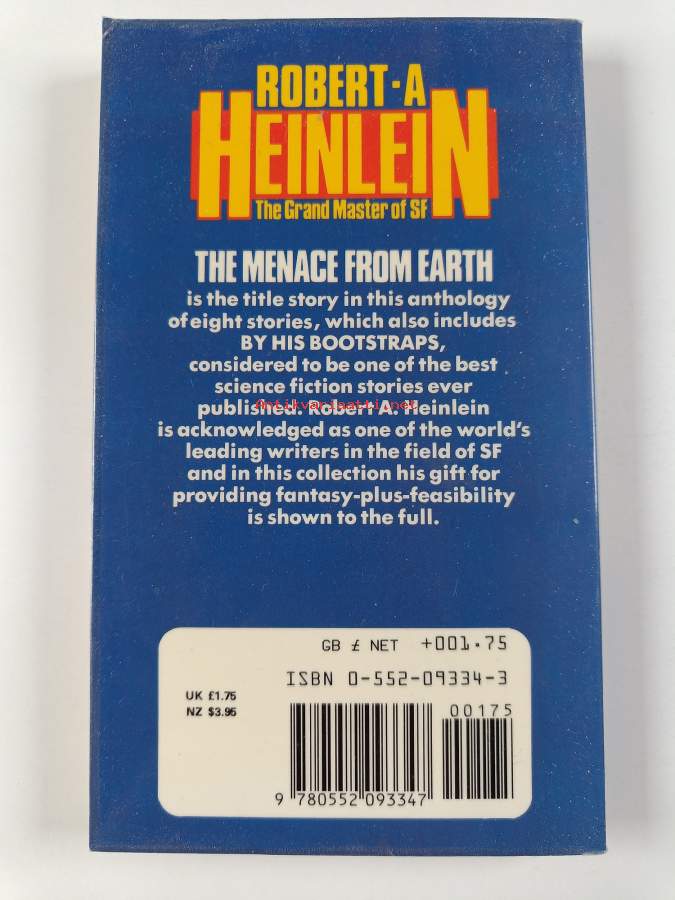 ROBERT·A
HEINLEIN
The Grand Master of SF
THE MENACE FROM EARTH
is the title story in this anthology
of eight stories, which also includes
BY HIS BOOTSTRAPS,
considered to be one of the best
science fiction stories ever
published. Robert A. Heinlein
Antikvariaatti.net
is acknowledged as one of the world's
leading writers in the field of SF
and in this collection his gift for
providing fantasy-plus-feasibility
is shown to the full.
GB £ NET +001.75
ISBN 0-552-09334-3
UK £1.75
NZ $3.95
00175
9 780552 093347